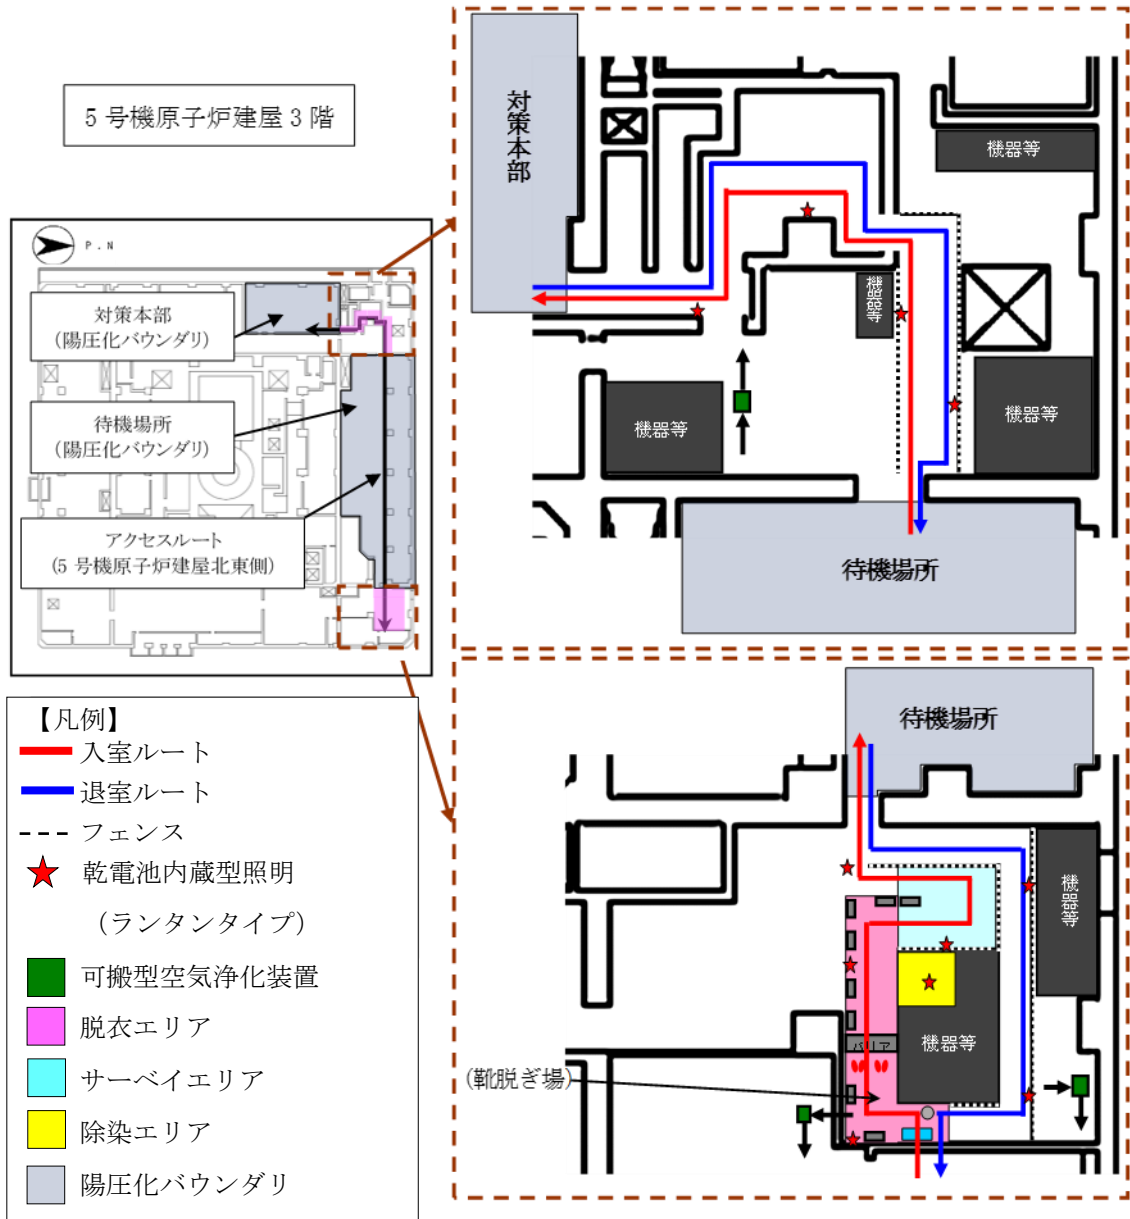 5号機原子炉建屋3階
P.N
対策本部
(陽圧化バウンダリ)
待機場所
(陽圧化バウンダリ)
アクセスルート
(5号機原子炉建屋北東側)
【凡例】
入室ルート
退室ルート
フェンス
乾電池内蔵型照明
(ランタンタイプ)
可搬型空気浄化装置
脱衣エリア
サーベイエリア
除染エリア
陽圧化バウンダリ
対策本部
機器等
機器等
機器等
機器等
待機場所
待機場所
機器等
機器等
バリア
(靴脱ぎ場)